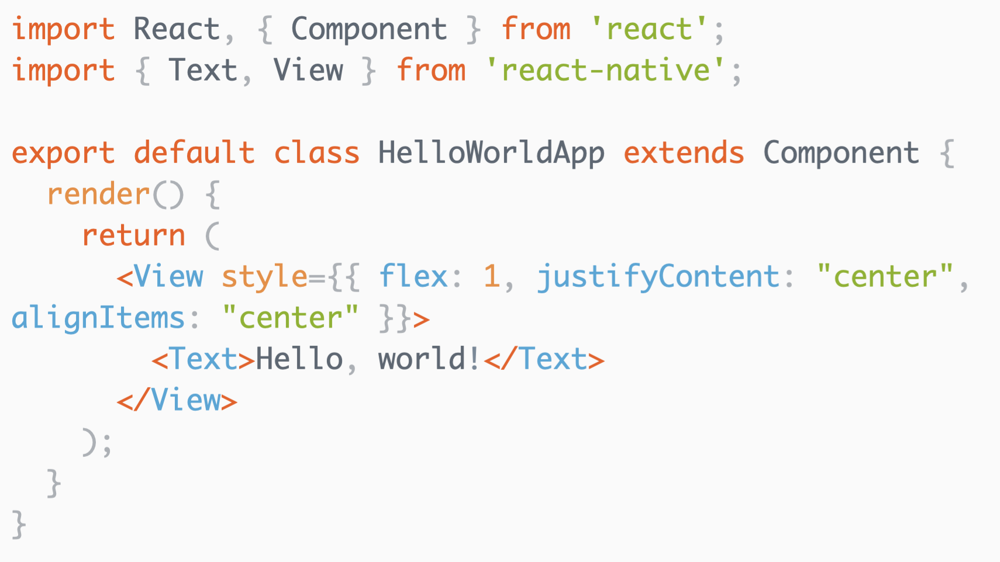 import React, { Component } from 'react';
import { Text, View } from 'react-native';

export default class HelloWorldApp extends Component {
  render() {
    return (
      <View style={{ flex: 1, justifyContent: "center",
alignItems: "center" }}>
        <Text>Hello, world!</Text>
      </View>
    );
  }
}